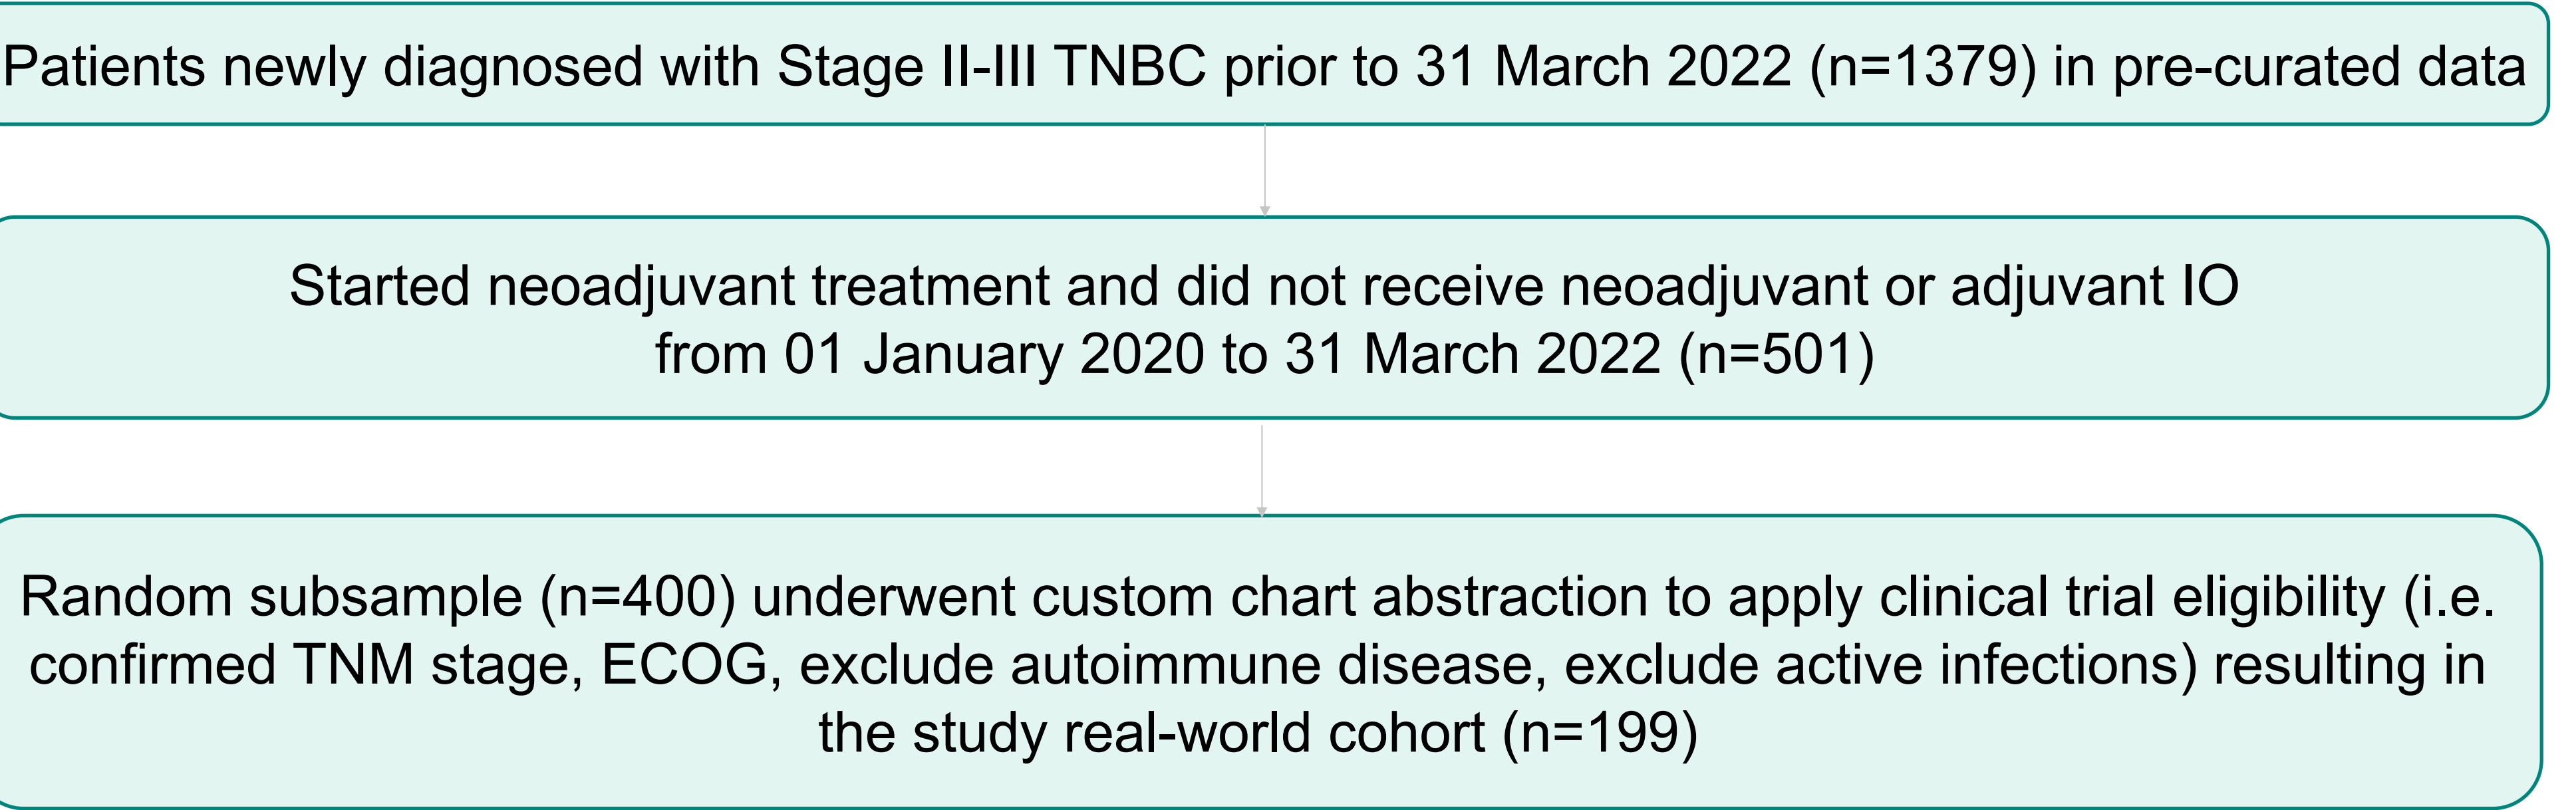 Patients newly diagnosed with Stage II-III TNBC prior to 31 March 2022 (n=1379) in pre-curated data
Started neoadjuvant treatment and did not receive neoadjuvant or adjuvant IO
from 01 January 2020 to 31 March 2022 (n=501)
Random subsample (n=400) underwent custom chart abstraction to apply clinical trial eligibility (i.e.
confirmed TNM stage, ECOG, exclude autoimmune disease, exclude active infections) resulting in
the study real-world cohort (n=199)